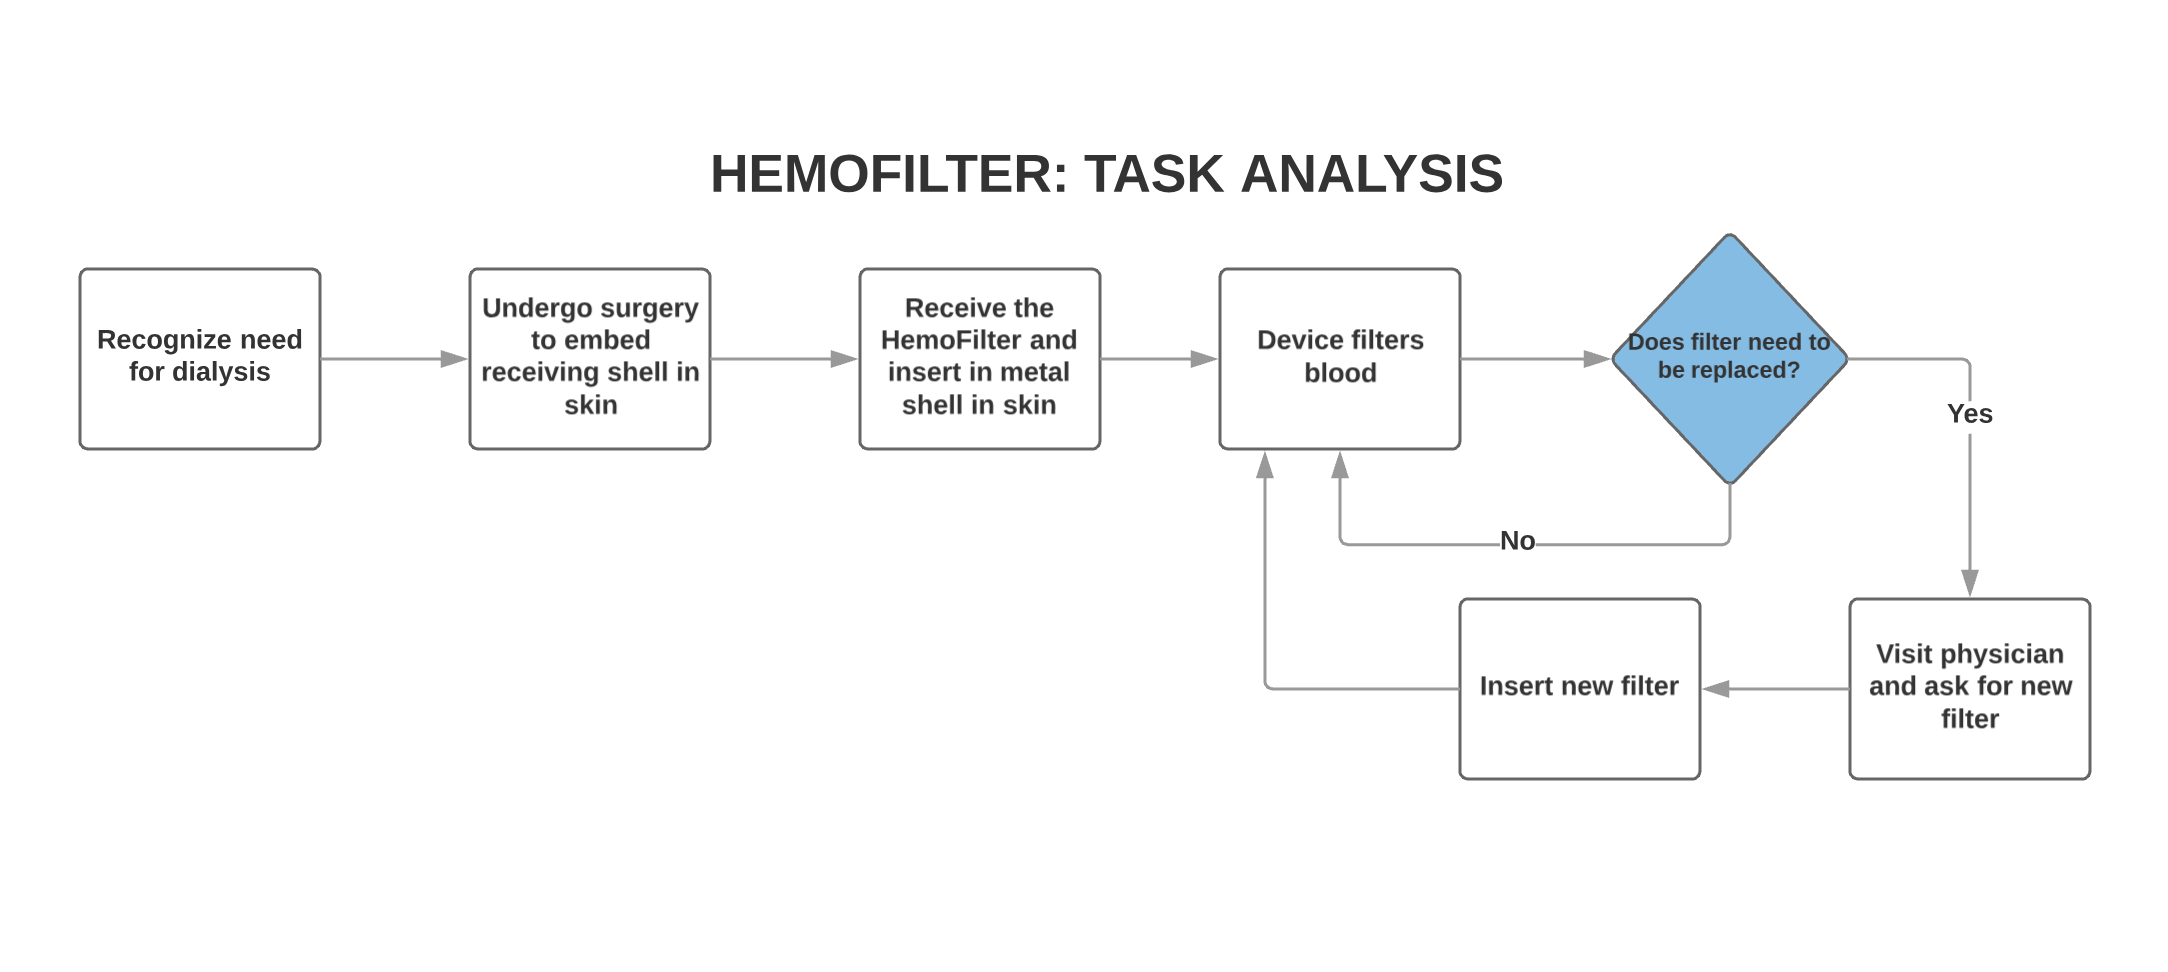 HEMOFILTER: TASK ANALYSIS
Recognize need
for dialysis
Undergo surgery
to embed
receiving shell in
skin
Receive the
HemoFilter and
insert in metal
shell in skin
Device filters
blood
Does filter need to
be replaced?
Yes
No
Insert new filter
Visit physician
and ask for new
filter